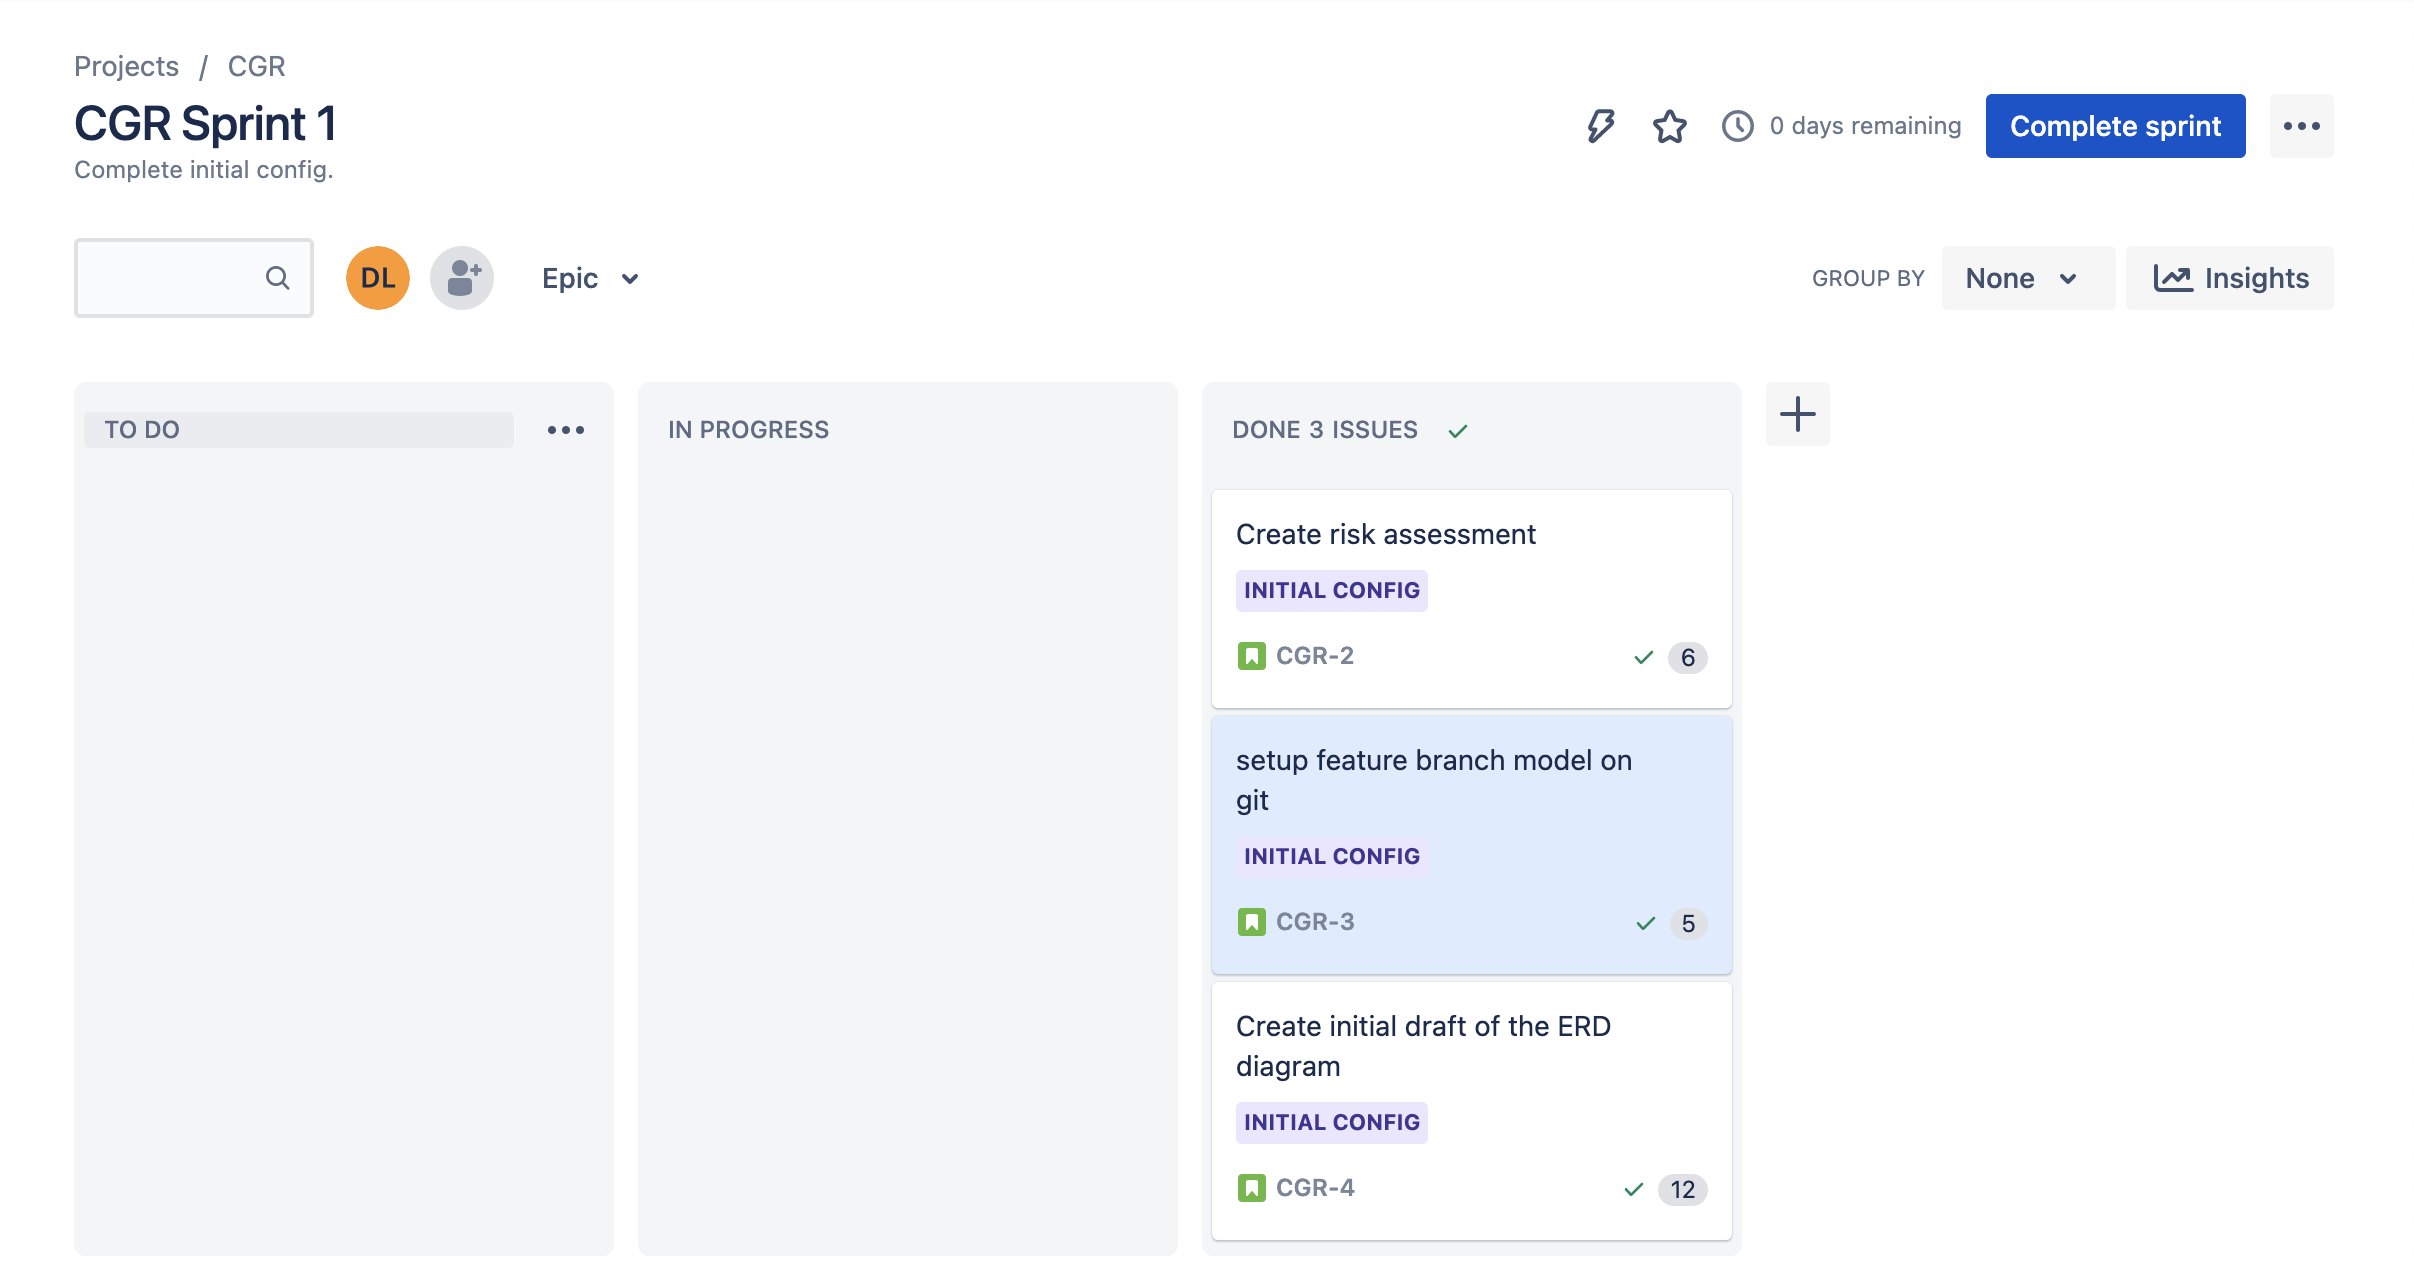 Projects / CGR
CGR Sprint 1
Complete initial config.
0 days remaining
Complete sprint
DL
Epic
GROUP BY
None
Insights
TO DO
IN PROGRESS
DONE 3 ISSUES
Create risk assessment
INITIAL CONFIG
CGR-2
6
setup feature branch model on
git
INITIAL CONFIG
CGR-3
5
Create initial draft of the ERD
diagram
INITIAL CONFIG
CGR-4
12